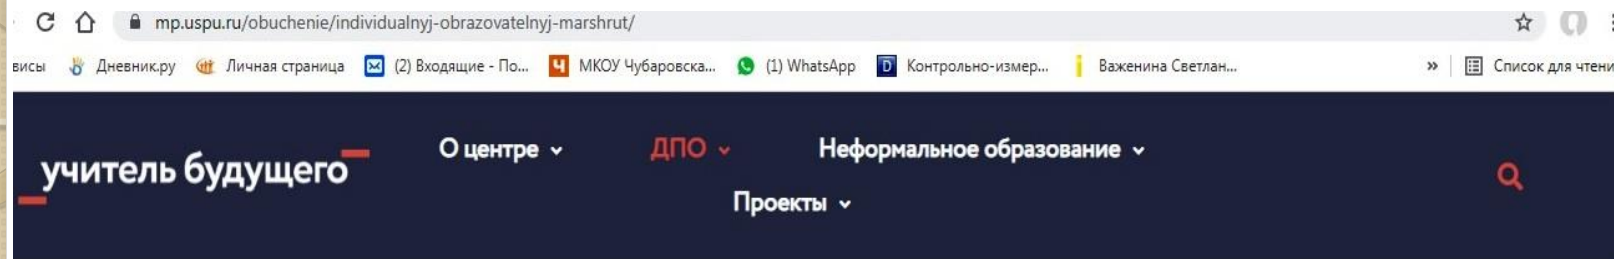 mp.uspu.ru/obuchenie/individualnyj-obrazovatelnyj-marshrut/
висы Дневник.ру Личная страница (2) Входящие - По... МКОУ Чубаровска... (1) WhatsApp Контрольно-измер... Важенина Светлан... » Список для чтени
учитель будущего
О центре ДПО Неформальное образование
Проекты